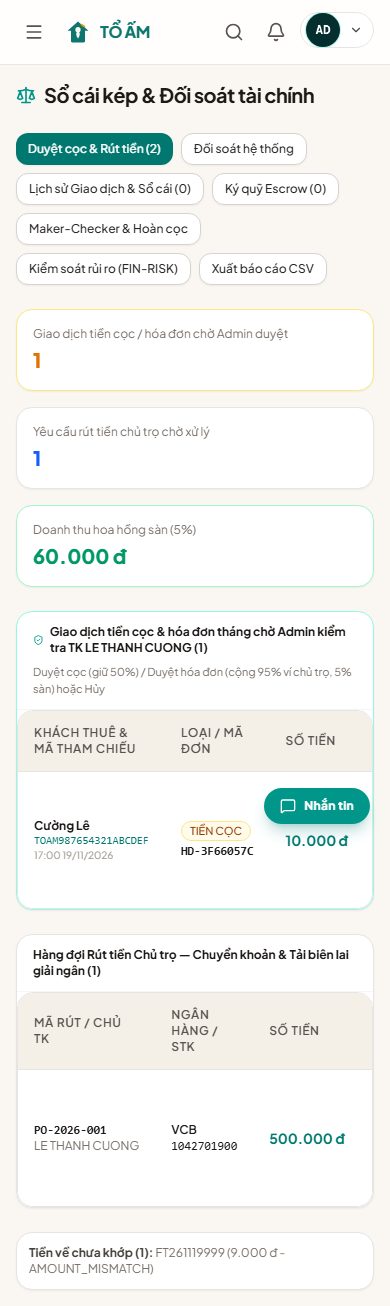 TỔ ẤM
AD
Sổ cái kép & Đối soát tài chính
Duyệt cọc & Rút tiền (2)
Đối soát hệ thống
Lịch sử Giao dịch & Sổ cái (0)
Ký quỹ Escrow (0)
Maker-Checker & Hoàn cọc
Kiểm soát rủi ro (FIN-RISK)
Xuất báo cáo CSV
Giao dịch tiền cọc / hóa đơn chờ Admin duyệt
1
Yêu cầu rút tiền chủ trọ chờ xử lý
1
Doanh thu hoa hồng sàn (5%)
60.000 đ
Giao dịch tiền cọc & hóa đơn tháng chờ Admin kiểm
tra TK LE THANH CUONG (1)
Duyệt cọc (giữ 50%) / Duyệt hóa đơn (cộng 95% ví chủ trọ, 5%
sàn) hoặc Hủy
KHÁCH THUÊ &
MÃ THAM CHIẾU
LOẠI / MÃ
ĐƠN
SỐ TIỀN
Nhắn tin
Cường Lê
TOAM987654321ABCDEF
17:00 19/11/2026
TIỀN CỌC
HD-3F66057C
10.000 đ
Hàng đợi Rút tiền Chủ trọ — Chuyển khoản & Tải biên lai
giải ngân (1)
MÃ RÚT / CHỦ
TK
NGÂN
HÀNG /
STK
SỐ TIỀN
PO-2026-001
LE THANH CUONG
VCB
1042701900
500.000 đ
Tiền về chưa khớp (1): FT261119999 (9.000 đ -
AMOUNT_MISMATCH)